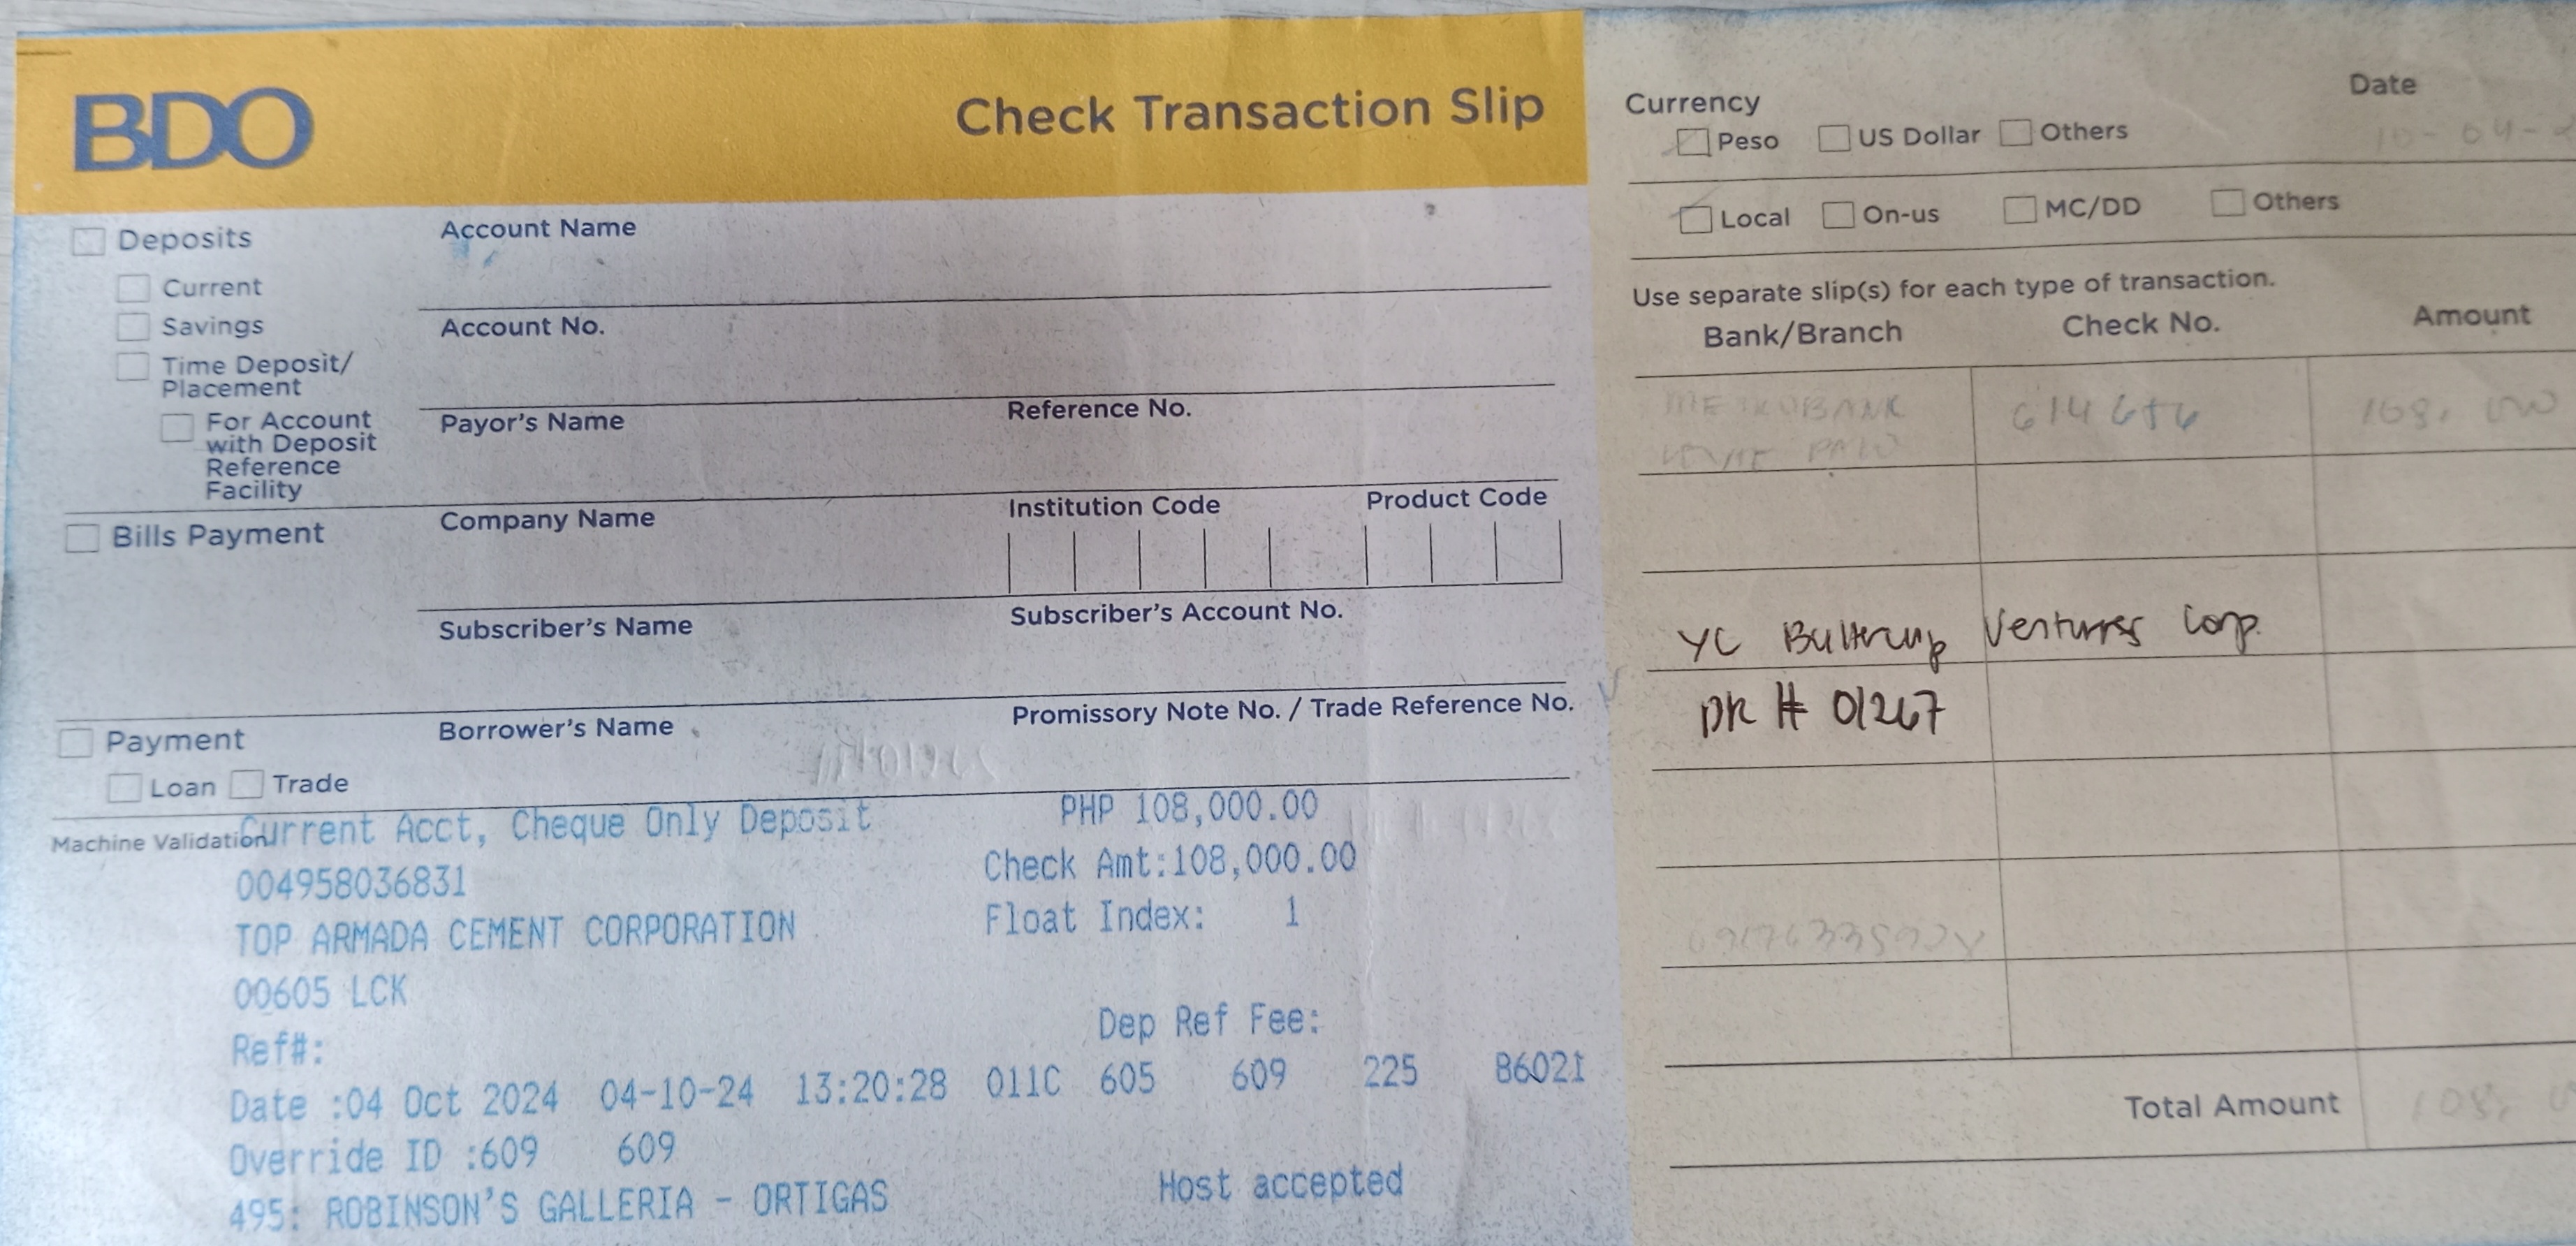 BDO
Check Transaction Slip
Deposits
Current
Savings
Time Deposit/
Placement
For Account
with Deposit
Reference
Facility
Bills Payment
Payment
Loan Trade
Account Name
Account No.
Payor's Name Reference No.
Company Name Institution Code Product Code
Subscriber's Name Subscriber's Account No.
Borrower's Name Promissory Note No. / Trade Reference No.
Machine Validation
Current Acct, Cheque Only Deposit PHP 108,000.00
004958036831 Check Amt:108,000.00
TOP ARMADA CEMENT CORPORATION Float Index: 1
00605 LCK
Ref#: Dep Ref Fee:
Date :04 Oct 2024 04-10-24 13:20:28 011C 605 609 225 86021
Override ID :609 609
495: ROBINSON'S GALLERIA - ORTIGAS Host accepted
Currency Date
Peso US Dollar Others
Local On-us MC/DD Others
Use separate slip(s) for each type of transaction.
Bank/Branch Check No. Amount
METROBANK
YC Buttercup Ventures Corp.
DR # 01267
Total Amount